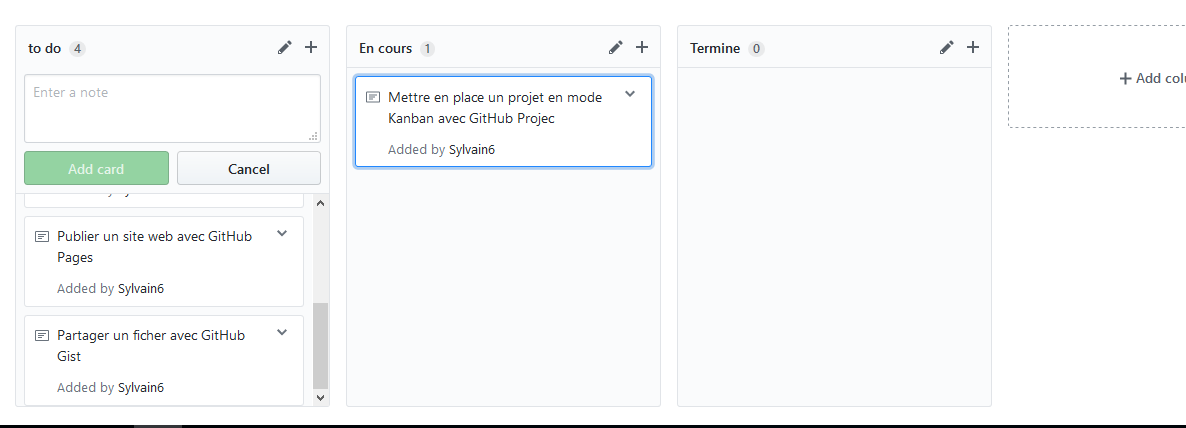 to do 4
Enter a note
Add card Cancel
Publier un site web avec GitHub
Pages
Added by Sylvain6
Partager un ficher avec GitHub
Gist
Added by Sylvain6
En cours 1
Mettre en place un projet en mode
Kanban avec GitHub Projec
Added by Sylvain6
Termine 0
Add